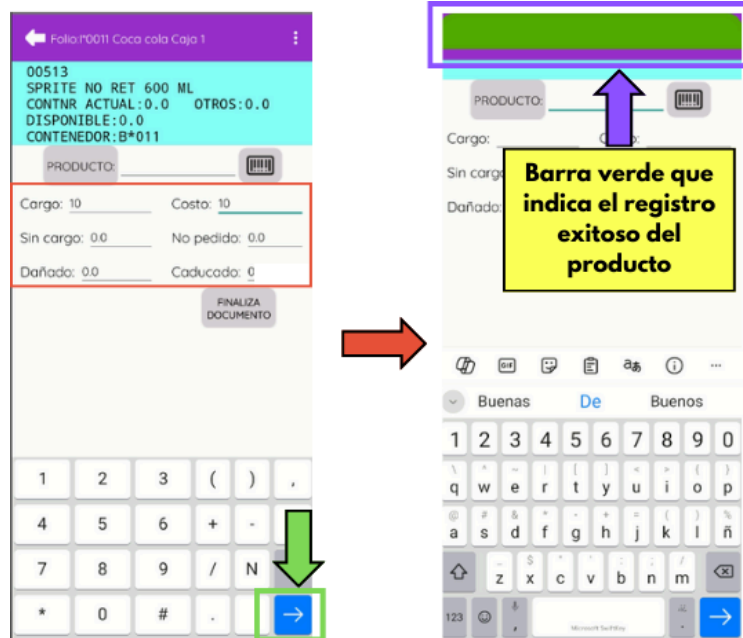 Folio:I*0011 Coca cola Caja 1
00513
SPRITE NO RET 600 ML
CONTNR ACTUAL:0.0 OTROS:0.0
DISPONIBLE:0.0
CONTENEDOR:B*011
PRODUCTO:
Cargo: 10 Costo: 10
Sin cargo: 0.0 No pedido: 0.0
Dañado: 0.0 Caducado: 0
FINALIZA
DOCUMENTO
1 2 3 ( ) ,
4 5 6 + -
7 8 9 / N
* 0 # .
PRODUCTO:
Cargo:
Sin cargo
Dañado:
Barra verde que
indica el registro
exitoso del
producto
GIF
Buenas De Buenos
1 2 3 4 5 6 7 8 9 0
q w e r t y u i o p
a s d f g h j k l ñ
z x c v b n m
123 , Microsoft SwiftKey .